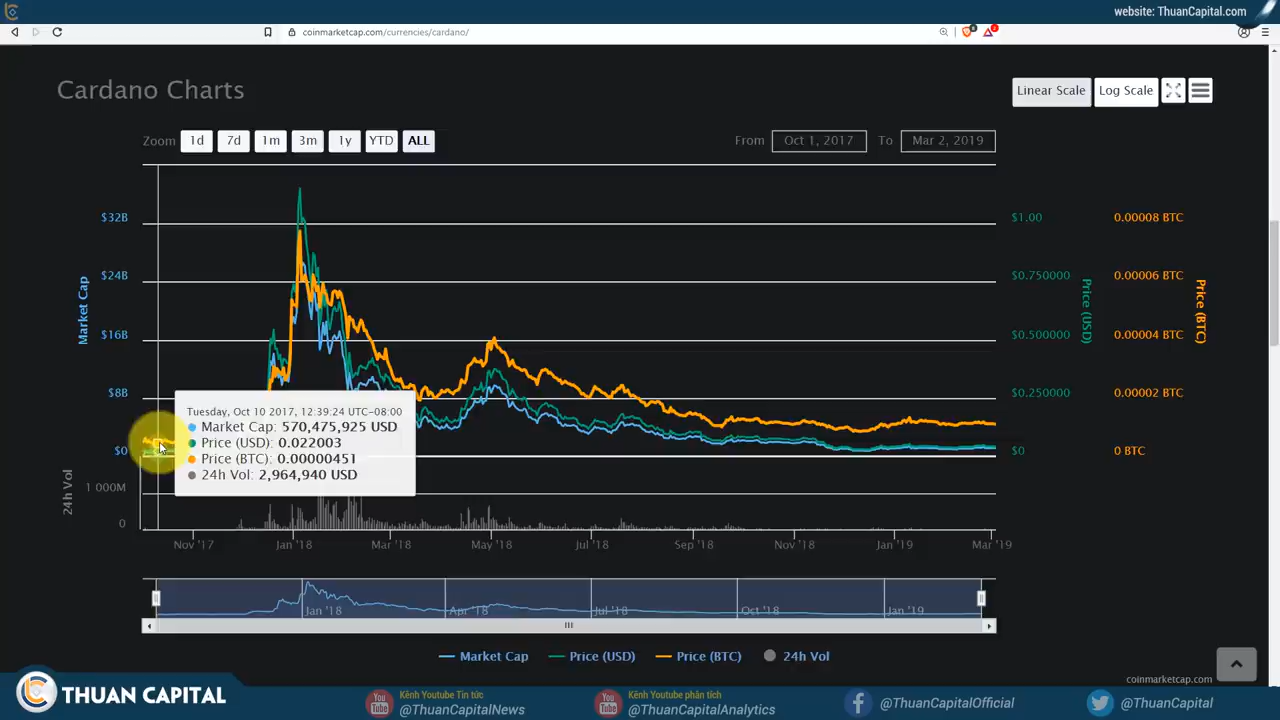 website: ThuanCapital.com
coinmarketcap.com/currencies/cardano/
Cardano Charts
Linear Scale
Log Scale
Zoom
1d
7d
1m
3m
1y
YTD
ALL
From
Oct 1, 2017
To
Mar 2, 2019
$32B
$24B
$16B
$8B
$0
Market Cap
$1.00
$0.750000
$0.500000
$0.250000
$0
Price (USD)
0.00008 BTC
0.00006 BTC
0.00004 BTC
0.00002 BTC
0 BTC
Price (BTC)
Tuesday, Oct 10 2017, 12:39:24 UTC-08:00
Market Cap: 570,475,925 USD
Price (USD): 0.022003
Price (BTC): 0.00000451
24h Vol: 2,964,940 USD
24h Vol
1 000M
0
Nov '17
Jan '18
Mar '18
May '18
Jul '18
Sep '18
Nov '18
Jan '19
Mar '19
Jan '18
Apr '18
Jul '18
Oct '18
Jan '19
Market Cap
Price (USD)
Price (BTC)
24h Vol
coinmarketcap.com
THUAN CAPITAL
Kênh Youtube Tin tức
@ThuanCapitalNews
Kênh Youtube phân tích
@ThuanCapitalAnalytics
@ThuanCapitalOfficial
@ThuanCapital